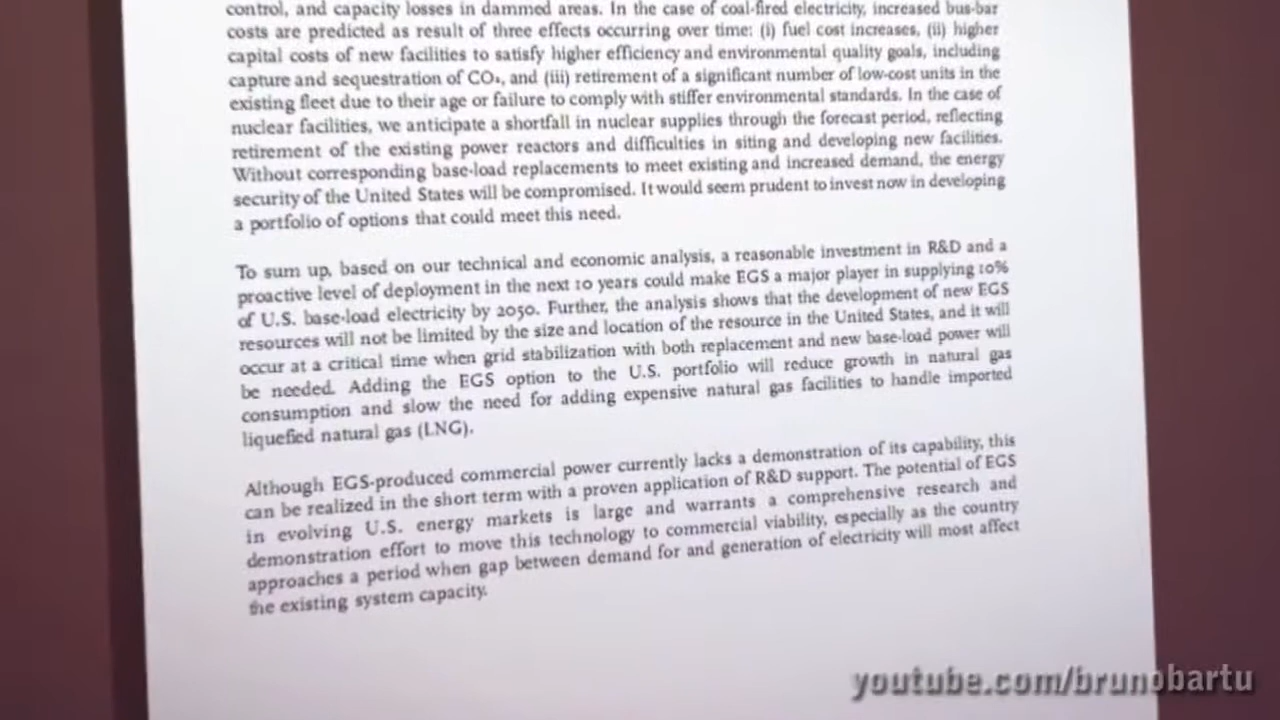 control, and capacity losses in dammed areas. In the case of coal-fired electricity, increased bus-bar
costs are predicted as result of three effects occurring over time: (i) fuel cost increases, (ii) higher
capital costs of new facilities to satisfy higher efficiency and environmental quality goals, including
capture and sequestration of CO₂, and (iii) retirement of a significant number of low-cost units in the
existing fleet due to their age or failure to comply with stiffer environmental standards. In the case of
nuclear facilities, we anticipate a shortfall in nuclear supplies through the forecast period, reflecting
retirement of the existing power reactors and difficulties in siting and developing new facilities.
Without corresponding base-load replacements to meet existing and increased demand, the energy
security of the United States will be compromised. It would seem prudent to invest now in developing
a portfolio of options that could meet this need.
To sum up, based on our technical and economic analysis, a reasonable investment in R&D and a
proactive level of deployment in the next 10 years could make EGS a major player in supplying 10%
of U.S. base-load electricity by 2050. Further, the analysis shows that the development of new EGS
resources will not be limited by the size and location of the resource in the United States, and it will
occur at a critical time when grid stabilization with both replacement and new base-load power will
be needed. Adding the EGS option to the U.S. portfolio will reduce growth in natural gas
consumption and slow the need for adding expensive natural gas facilities to handle imported
liquefied natural gas (LNG).
Although EGS-produced commercial power currently lacks a demonstration of its capability, this
can be realized in the short term with a proven application of R&D support. The potential of EGS
in evolving U.S. energy markets is large and warrants a comprehensive research and
demonstration effort to move this technology to commercial viability, especially as the country
approaches a period when gap between demand for and generation of electricity will most affect
the existing system capacity.
youtube.com/brunobartu